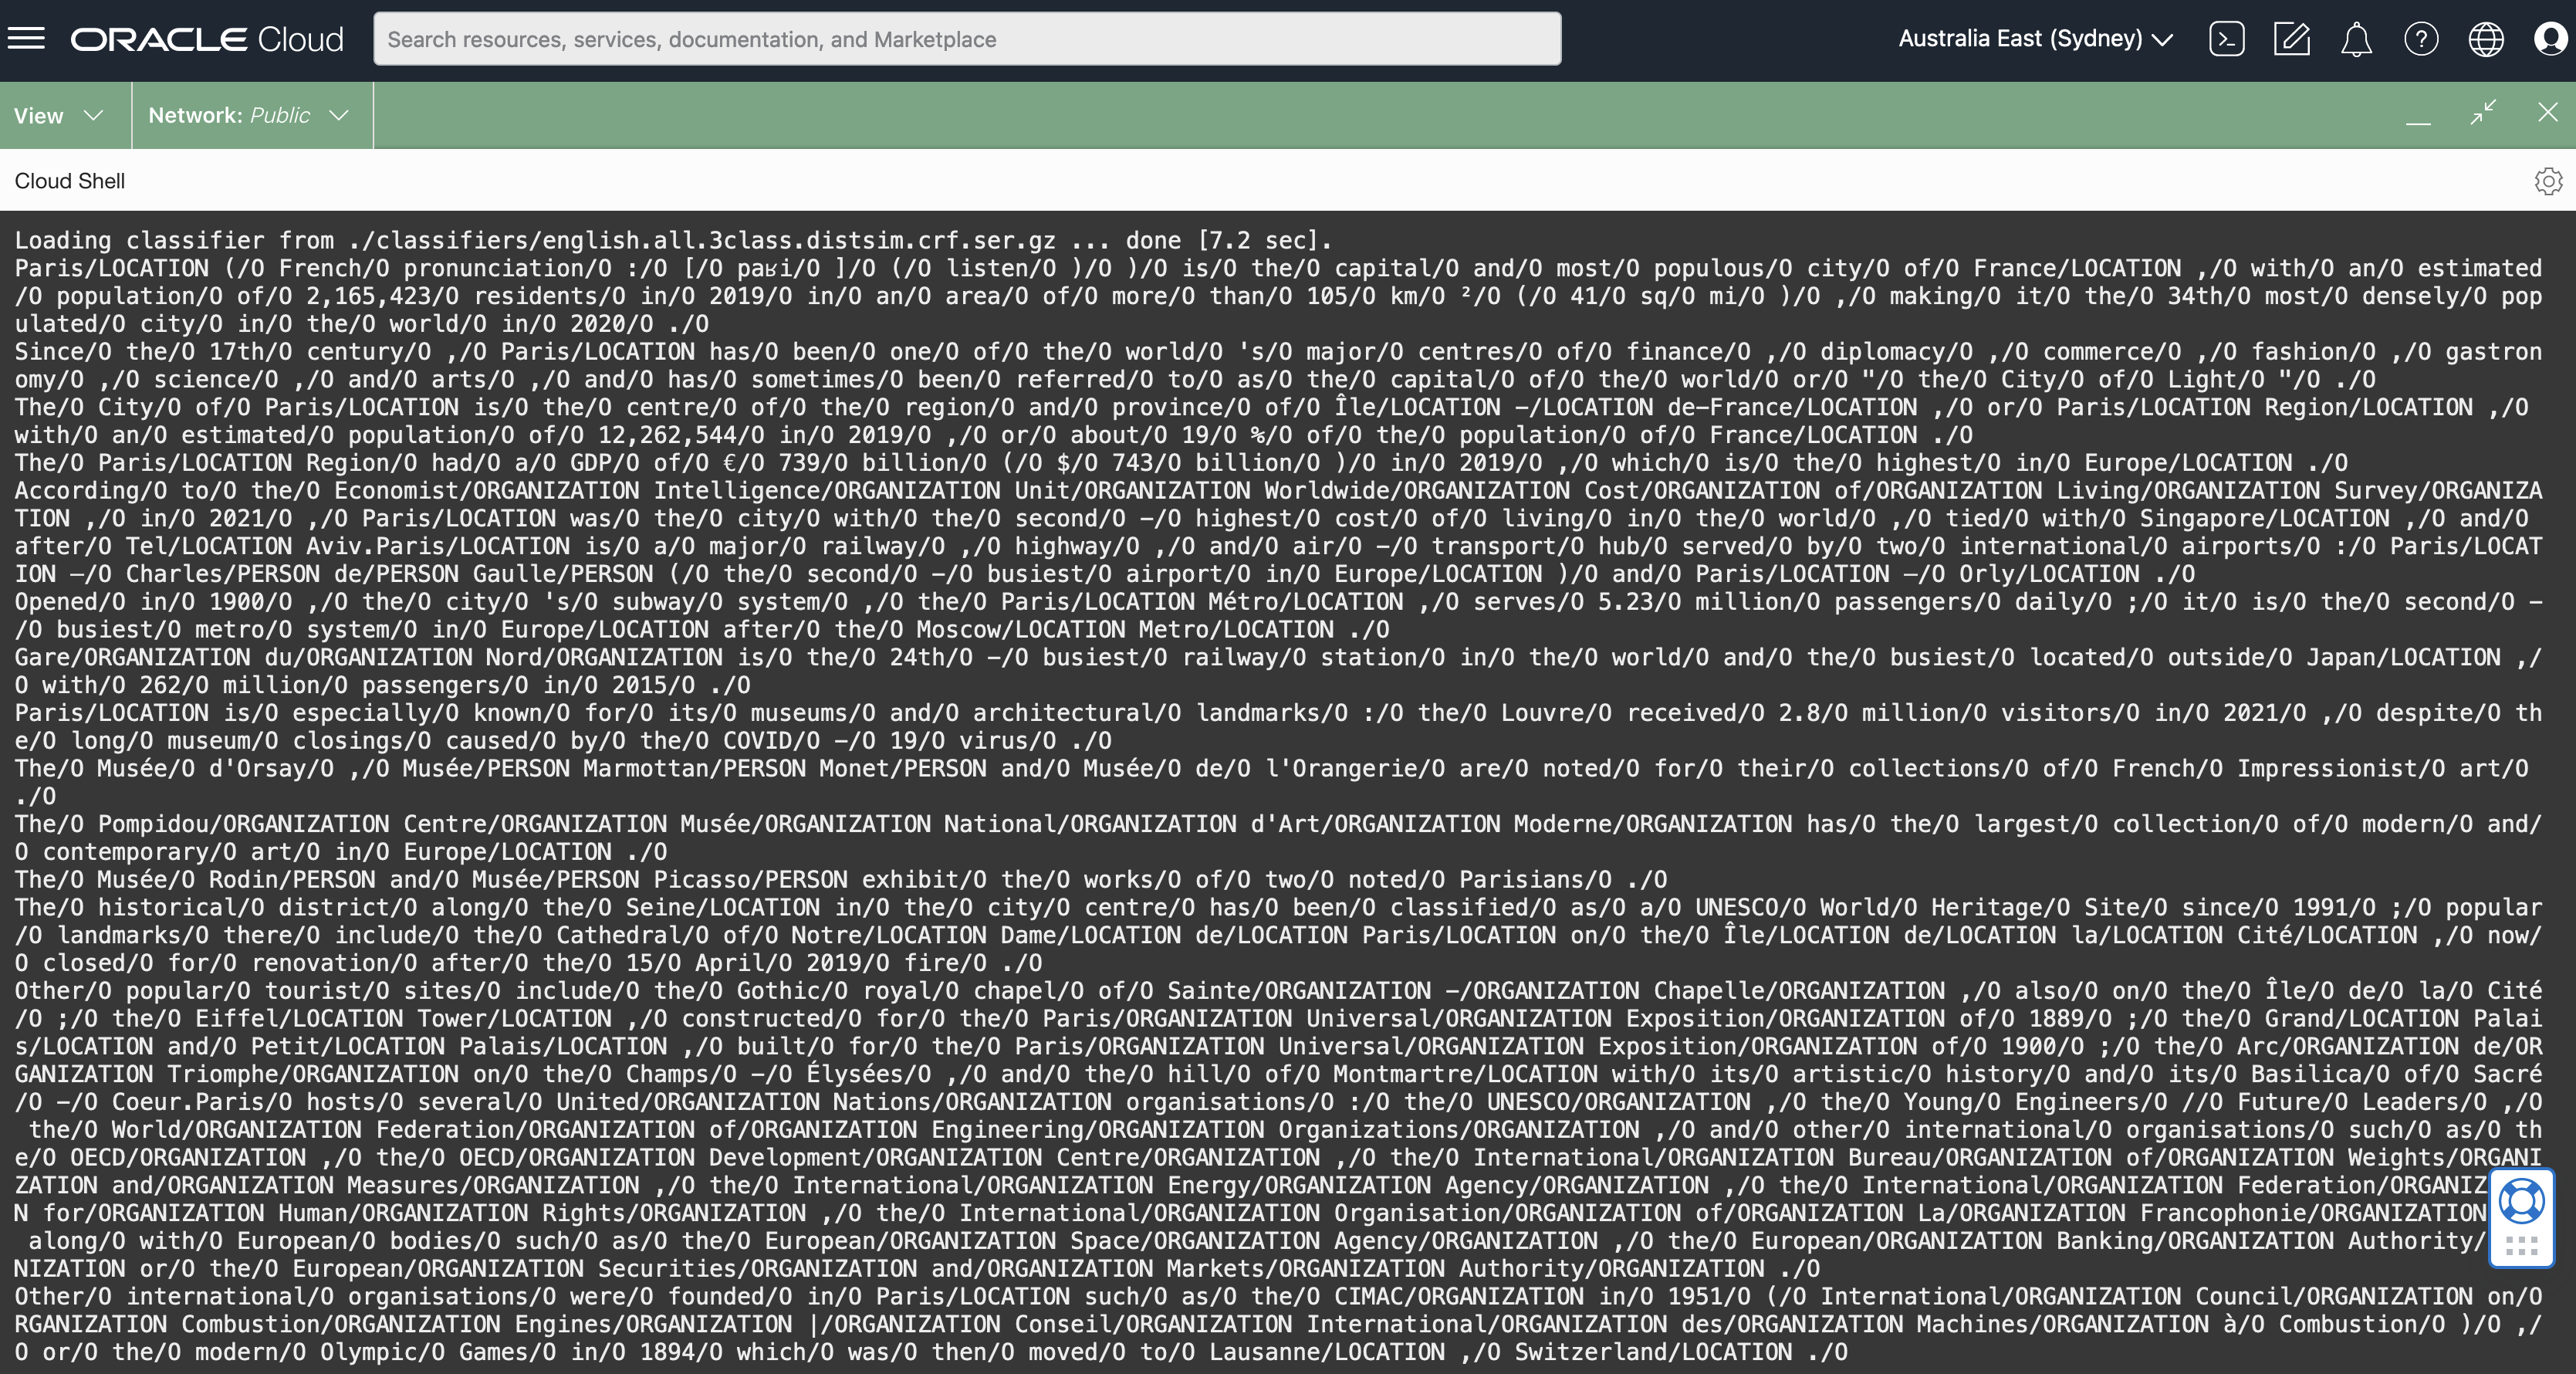 ORACLE Cloud
Search resources, services, documentation, and Marketplace
Australia East (Sydney)
View
Network: Public
Cloud Shell
Loading classifier from ./classifiers/english.all.3class.distsim.crf.ser.gz ... done [7.2 sec].
Paris/LOCATION (/O French/O pronunciation/O :/O [/O paʁi/O ]/O (/O listen/O )/O )/O is/O the/O capital/O and/O most/O populous/O city/O of/O France/LOCATION ,/O with/O an/O estimated
/O population/O of/O 2,165,423/O residents/O in/O 2019/O in/O an/O area/O of/O more/O than/O 105/O km/O ²/O (/O 41/O sq/O mi/O )/O ,/O making/O it/O the/O 34th/O most/O densely/O pop
ulated/O city/O in/O the/O world/O in/O 2020/O ./O
Since/O the/O 17th/O century/O ,/O Paris/LOCATION has/O been/O one/O of/O the/O world/O 's/O major/O centres/O of/O finance/O ,/O diplomacy/O ,/O commerce/O ,/O fashion/O ,/O gastron
omy/O ,/O science/O ,/O and/O arts/O ,/O and/O has/O sometimes/O been/O referred/O to/O as/O the/O capital/O of/O the/O world/O or/O "/O the/O City/O of/O Light/O "/O ./O
The/O City/O of/O Paris/LOCATION is/O the/O centre/O of/O the/O region/O and/O province/O of/O Île/LOCATION -/LOCATION de-France/LOCATION ,/O or/O Paris/LOCATION Region/LOCATION ,/O
with/O an/O estimated/O population/O of/O 12,262,544/O in/O 2019/O ,/O or/O about/O 19/O %/O of/O the/O population/O of/O France/LOCATION ./O
The/O Paris/LOCATION Region/O had/O a/O GDP/O of/O €/O 739/O billion/O (/O $/O 743/O billion/O )/O in/O 2019/O ,/O which/O is/O the/O highest/O in/O Europe/LOCATION ./O
According/O to/O the/O Economist/ORGANIZATION Intelligence/ORGANIZATION Unit/ORGANIZATION Worldwide/ORGANIZATION Cost/ORGANIZATION of/ORGANIZATION Living/ORGANIZATION Survey/ORGANIZA
TION ,/O in/O 2021/O ,/O Paris/LOCATION was/O the/O city/O with/O the/O second/O -/O highest/O cost/O of/O living/O in/O the/O world/O ,/O tied/O with/O Singapore/LOCATION ,/O and/O
after/O Tel/LOCATION Aviv.Paris/LOCATION is/O a/O major/O railway/O ,/O highway/O ,/O and/O air/O -/O transport/O hub/O served/O by/O two/O international/O airports/O :/O Paris/LOCAT
ION –/O Charles/PERSON de/PERSON Gaulle/PERSON (/O the/O second/O -/O busiest/O airport/O in/O Europe/LOCATION )/O and/O Paris/LOCATION –/O Orly/LOCATION ./O
Opened/O in/O 1900/O ,/O the/O city/O 's/O subway/O system/O ,/O the/O Paris/LOCATION Métro/LOCATION ,/O serves/O 5.23/O million/O passengers/O daily/O ;/O it/O is/O the/O second/O -
/O busiest/O metro/O system/O in/O Europe/LOCATION after/O the/O Moscow/LOCATION Metro/LOCATION ./O
Gare/ORGANIZATION du/ORGANIZATION Nord/ORGANIZATION is/O the/O 24th/O -/O busiest/O railway/O station/O in/O the/O world/O and/O the/O busiest/O located/O outside/O Japan/LOCATION ,/
O with/O 262/O million/O passengers/O in/O 2015/O ./O
Paris/LOCATION is/O especially/O known/O for/O its/O museums/O and/O architectural/O landmarks/O :/O the/O Louvre/O received/O 2.8/O million/O visitors/O in/O 2021/O ,/O despite/O th
e/O long/O museum/O closings/O caused/O by/O the/O COVID/O -/O 19/O virus/O ./O
The/O Musée/O d'Orsay/O ,/O Musée/PERSON Marmottan/PERSON Monet/PERSON and/O Musée/O de/O l'Orangerie/O are/O noted/O for/O their/O collections/O of/O French/O Impressionist/O art/O
./O
The/O Pompidou/ORGANIZATION Centre/ORGANIZATION Musée/ORGANIZATION National/ORGANIZATION d'Art/ORGANIZATION Moderne/ORGANIZATION has/O the/O largest/O collection/O of/O modern/O and/
O contemporary/O art/O in/O Europe/LOCATION ./O
The/O Musée/O Rodin/PERSON and/O Musée/PERSON Picasso/PERSON exhibit/O the/O works/O of/O two/O noted/O Parisians/O ./O
The/O historical/O district/O along/O the/O Seine/LOCATION in/O the/O city/O centre/O has/O been/O classified/O as/O a/O UNESCO/O World/O Heritage/O Site/O since/O 1991/O ;/O popular
/O landmarks/O there/O include/O the/O Cathedral/O of/O Notre/LOCATION Dame/LOCATION de/LOCATION Paris/LOCATION on/O the/O Île/LOCATION de/LOCATION la/LOCATION Cité/LOCATION ,/O now/
O closed/O for/O renovation/O after/O the/O 15/O April/O 2019/O fire/O ./O
Other/O popular/O tourist/O sites/O include/O the/O Gothic/O royal/O chapel/O of/O Sainte/ORGANIZATION -/ORGANIZATION Chapelle/ORGANIZATION ,/O also/O on/O the/O Île/O de/O la/O Cité
/O ;/O the/O Eiffel/LOCATION Tower/LOCATION ,/O constructed/O for/O the/O Paris/ORGANIZATION Universal/ORGANIZATION Exposition/ORGANIZATION of/O 1889/O ;/O the/O Grand/LOCATION Palai
s/LOCATION and/O Petit/LOCATION Palais/LOCATION ,/O built/O for/O the/O Paris/ORGANIZATION Universal/ORGANIZATION Exposition/ORGANIZATION of/O 1900/O ;/O the/O Arc/ORGANIZATION de/OR
GANIZATION Triomphe/ORGANIZATION on/O the/O Champs/O -/O Élysées/O ,/O and/O the/O hill/O of/O Montmartre/LOCATION with/O its/O artistic/O history/O and/O its/O Basilica/O of/O Sacré
/O -/O Coeur.Paris/O hosts/O several/O United/ORGANIZATION Nations/ORGANIZATION organisations/O :/O the/O UNESCO/ORGANIZATION ,/O the/O Young/O Engineers/O //O Future/O Leaders/O ,/O
the/O World/ORGANIZATION Federation/ORGANIZATION of/ORGANIZATION Engineering/ORGANIZATION Organizations/ORGANIZATION ,/O and/O other/O international/O organisations/O such/O as/O th
e/O OECD/ORGANIZATION ,/O the/O OECD/ORGANIZATION Development/ORGANIZATION Centre/ORGANIZATION ,/O the/O International/ORGANIZATION Bureau/ORGANIZATION of/ORGANIZATION Weights/ORGANI
ZATION and/ORGANIZATION Measures/ORGANIZATION ,/O the/O International/ORGANIZATION Energy/ORGANIZATION Agency/ORGANIZATION ,/O the/O International/ORGANIZATION Federation/ORGANIZ
N for/ORGANIZATION Human/ORGANIZATION Rights/ORGANIZATION ,/O the/O International/ORGANIZATION Organisation/ORGANIZATION of/ORGANIZATION La/ORGANIZATION Francophonie/ORGANIZATION
along/O with/O European/O bodies/O such/O as/O the/O European/ORGANIZATION Space/ORGANIZATION Agency/ORGANIZATION ,/O the/O European/ORGANIZATION Banking/ORGANIZATION Authority/
NIZATION or/O the/O European/ORGANIZATION Securities/ORGANIZATION and/ORGANIZATION Markets/ORGANIZATION Authority/ORGANIZATION ./O
Other/O international/O organisations/O were/O founded/O in/O Paris/LOCATION such/O as/O the/O CIMAC/ORGANIZATION in/O 1951/O (/O International/ORGANIZATION Council/ORGANIZATION on/O
RGANIZATION Combustion/ORGANIZATION Engines/ORGANIZATION |/ORGANIZATION Conseil/ORGANIZATION International/ORGANIZATION des/ORGANIZATION Machines/ORGANIZATION à/O Combustion/O )/O ,/
O or/O the/O modern/O Olympic/O Games/O in/O 1894/O which/O was/O then/O moved/O to/O Lausanne/LOCATION ,/O Switzerland/LOCATION ./O